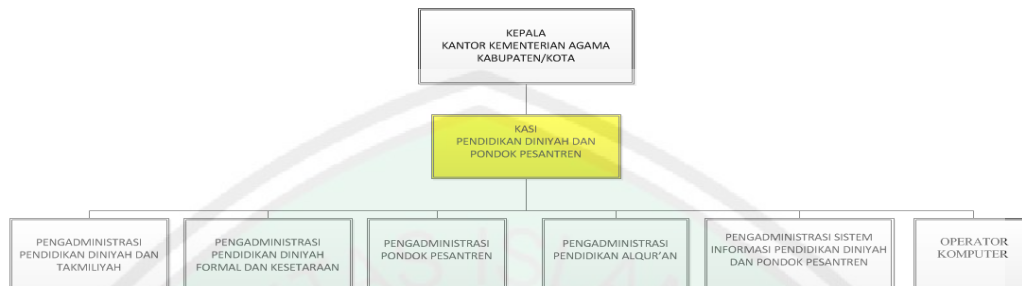 KEPALA
KANTOR KEMENTERIAN AGAMA
KABUPATEN/KOTA
KASI
PENDIDIKAN DINIYAH DAN
PONDOK PESANTREN
PENGADMINISTRASI
PENDIDIKAN DINIYAH DAN
TAKMILIYAH
PENGADMINISTRASI
PENDIDIKAN DINIYAH
FORMAL DAN KESETARAAN
PENGADMINISTRASI
PONDOK PESANTREN
PENGADMINISTRASI
PENDIDIKAN ALQUR'AN
PENGADMINISTRASI SISTEM
INFORMASI PENDIDIKAN DINIYAH
DAN PONDOK PESANTREN
OPERATOR
KOMPUTER